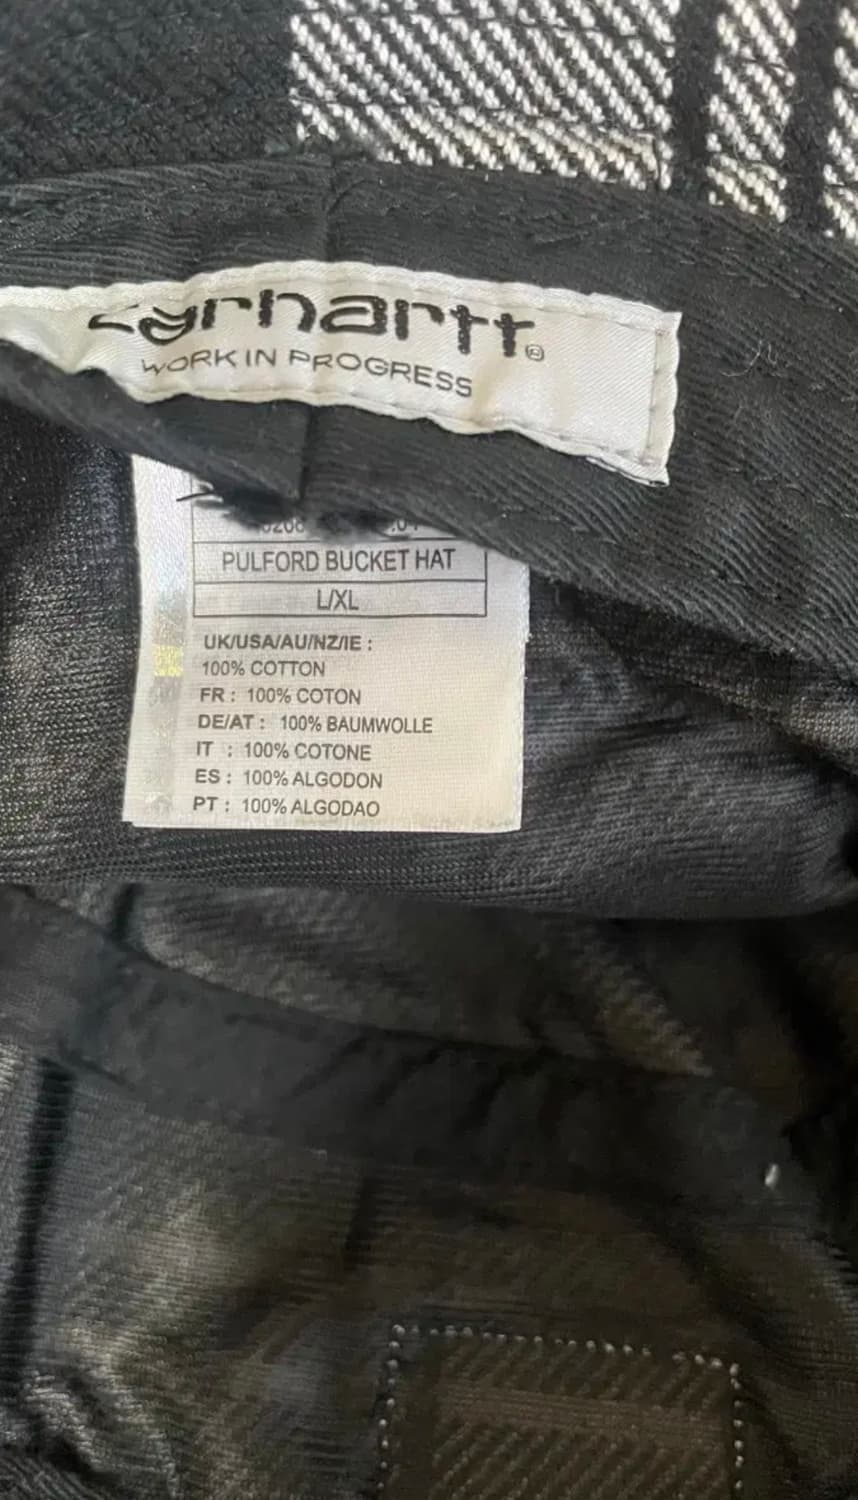 carhartt®
WORK IN PROGRESS
PULFORD BUCKET HAT
L/XL
UK/USA/AU/NZ/IE :
100% COTTON
FR : 100% COTON
DE/AT : 100% BAUMWOLLE
IT : 100% COTONE
ES : 100% ALGODON
PT : 100% ALGODAO